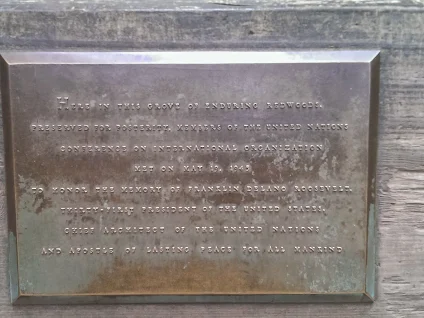 HERE IN THIS GROVE OF ENDURING REDWOODS,
PRESERVED FOR POSTERITY, MEMBERS OF THE UNITED NATIONS
CONFERENCE ON INTERNATIONAL ORGANIZATION
MET ON MAY 19, 1945
TO HONOR THE MEMORY OF FRANKLIN DELANO ROOSEVELT,
THIRTY-FIRST PRESIDENT OF THE UNITED STATES,
CHIEF ARCHITECT OF THE UNITED NATIONS
AND APOSTLE OF LASTING PEACE FOR ALL MANKIND